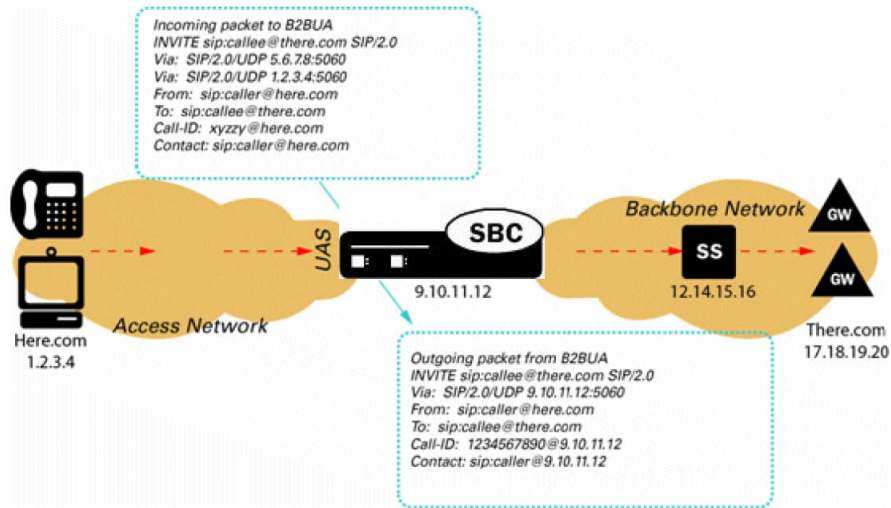 Incoming packet to B2BUA
INVITE sip:callee@there.com SIP/2.0
Via: SIP/2.0/UDP 5.6.7.8:5060
Via: SIP/2.0/UDP 1.2.3.4:5060
From: sip:caller@here.com
To: sip:callee@there.com
Call-ID: xyzzy@here.com
Contact: sip:caller@here.com
Here.com
1.2.3.4
Access Network
UAS
SBC
9.10.11.12
Backbone Network
SS
12.14.15.16
GW
GW
There.com
17.18.19.20
Outgoing packet from B2BUA
INVITE sip:callee@there.com SIP/2.0
Via: SIP/2.0/UDP 9.10.11.12:5060
From: sip:caller@here.com
To: sip:callee@there.com
Call-ID: 1234567890@9.10.11.12
Contact: sip:caller@9.10.11.12